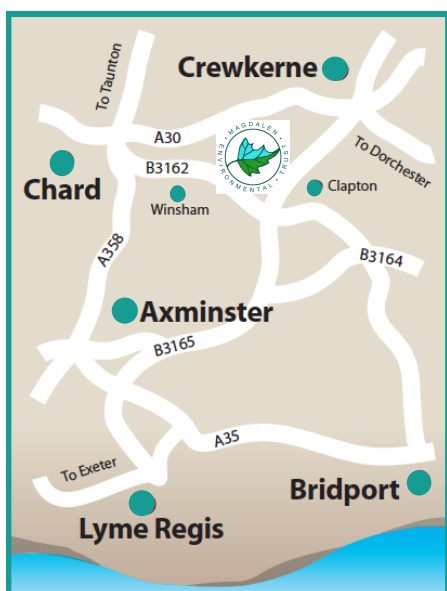 To Taunton
Crewkerne
A30
MAGDALEN • ENVIRONMENTAL • TRUST •
To Dorchester
B3162
Chard
Clapton
Winsham
A358
B3164
Axminster
B3165
A35
To Exeter
Bridport
Lyme Regis